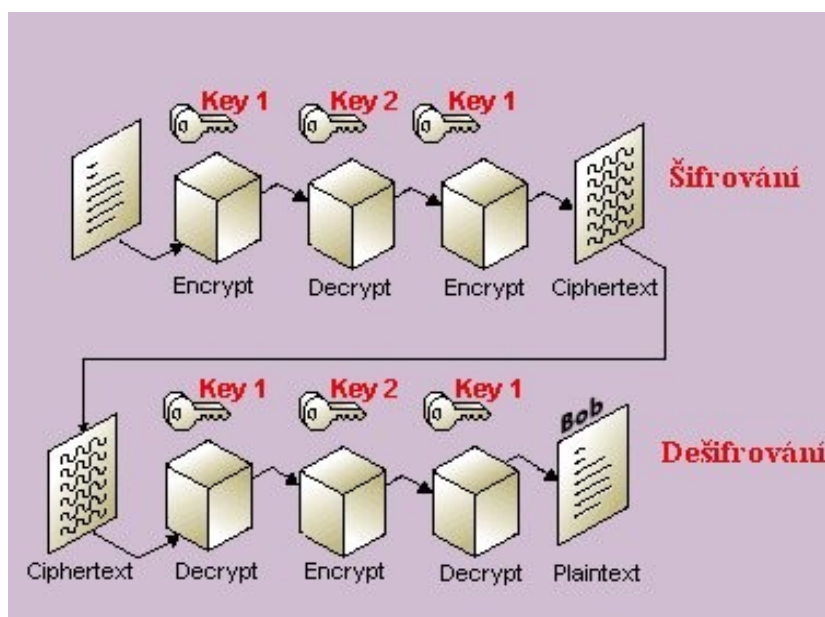 Key 1 Key 2 Key 1
Šifrování
Encrypt Decrypt Encrypt Ciphertext
Key 1 Key 2 Key 1
Bob
Dešifrování
Ciphertext Decrypt Encrypt Decrypt Plaintext